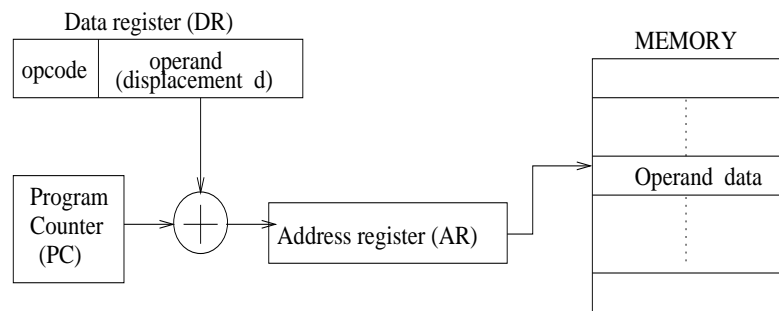 Data register (DR)
opcode
operand
(displacement d)
MEMORY
Operand data
Program
Counter
(PC)
Address register (AR)